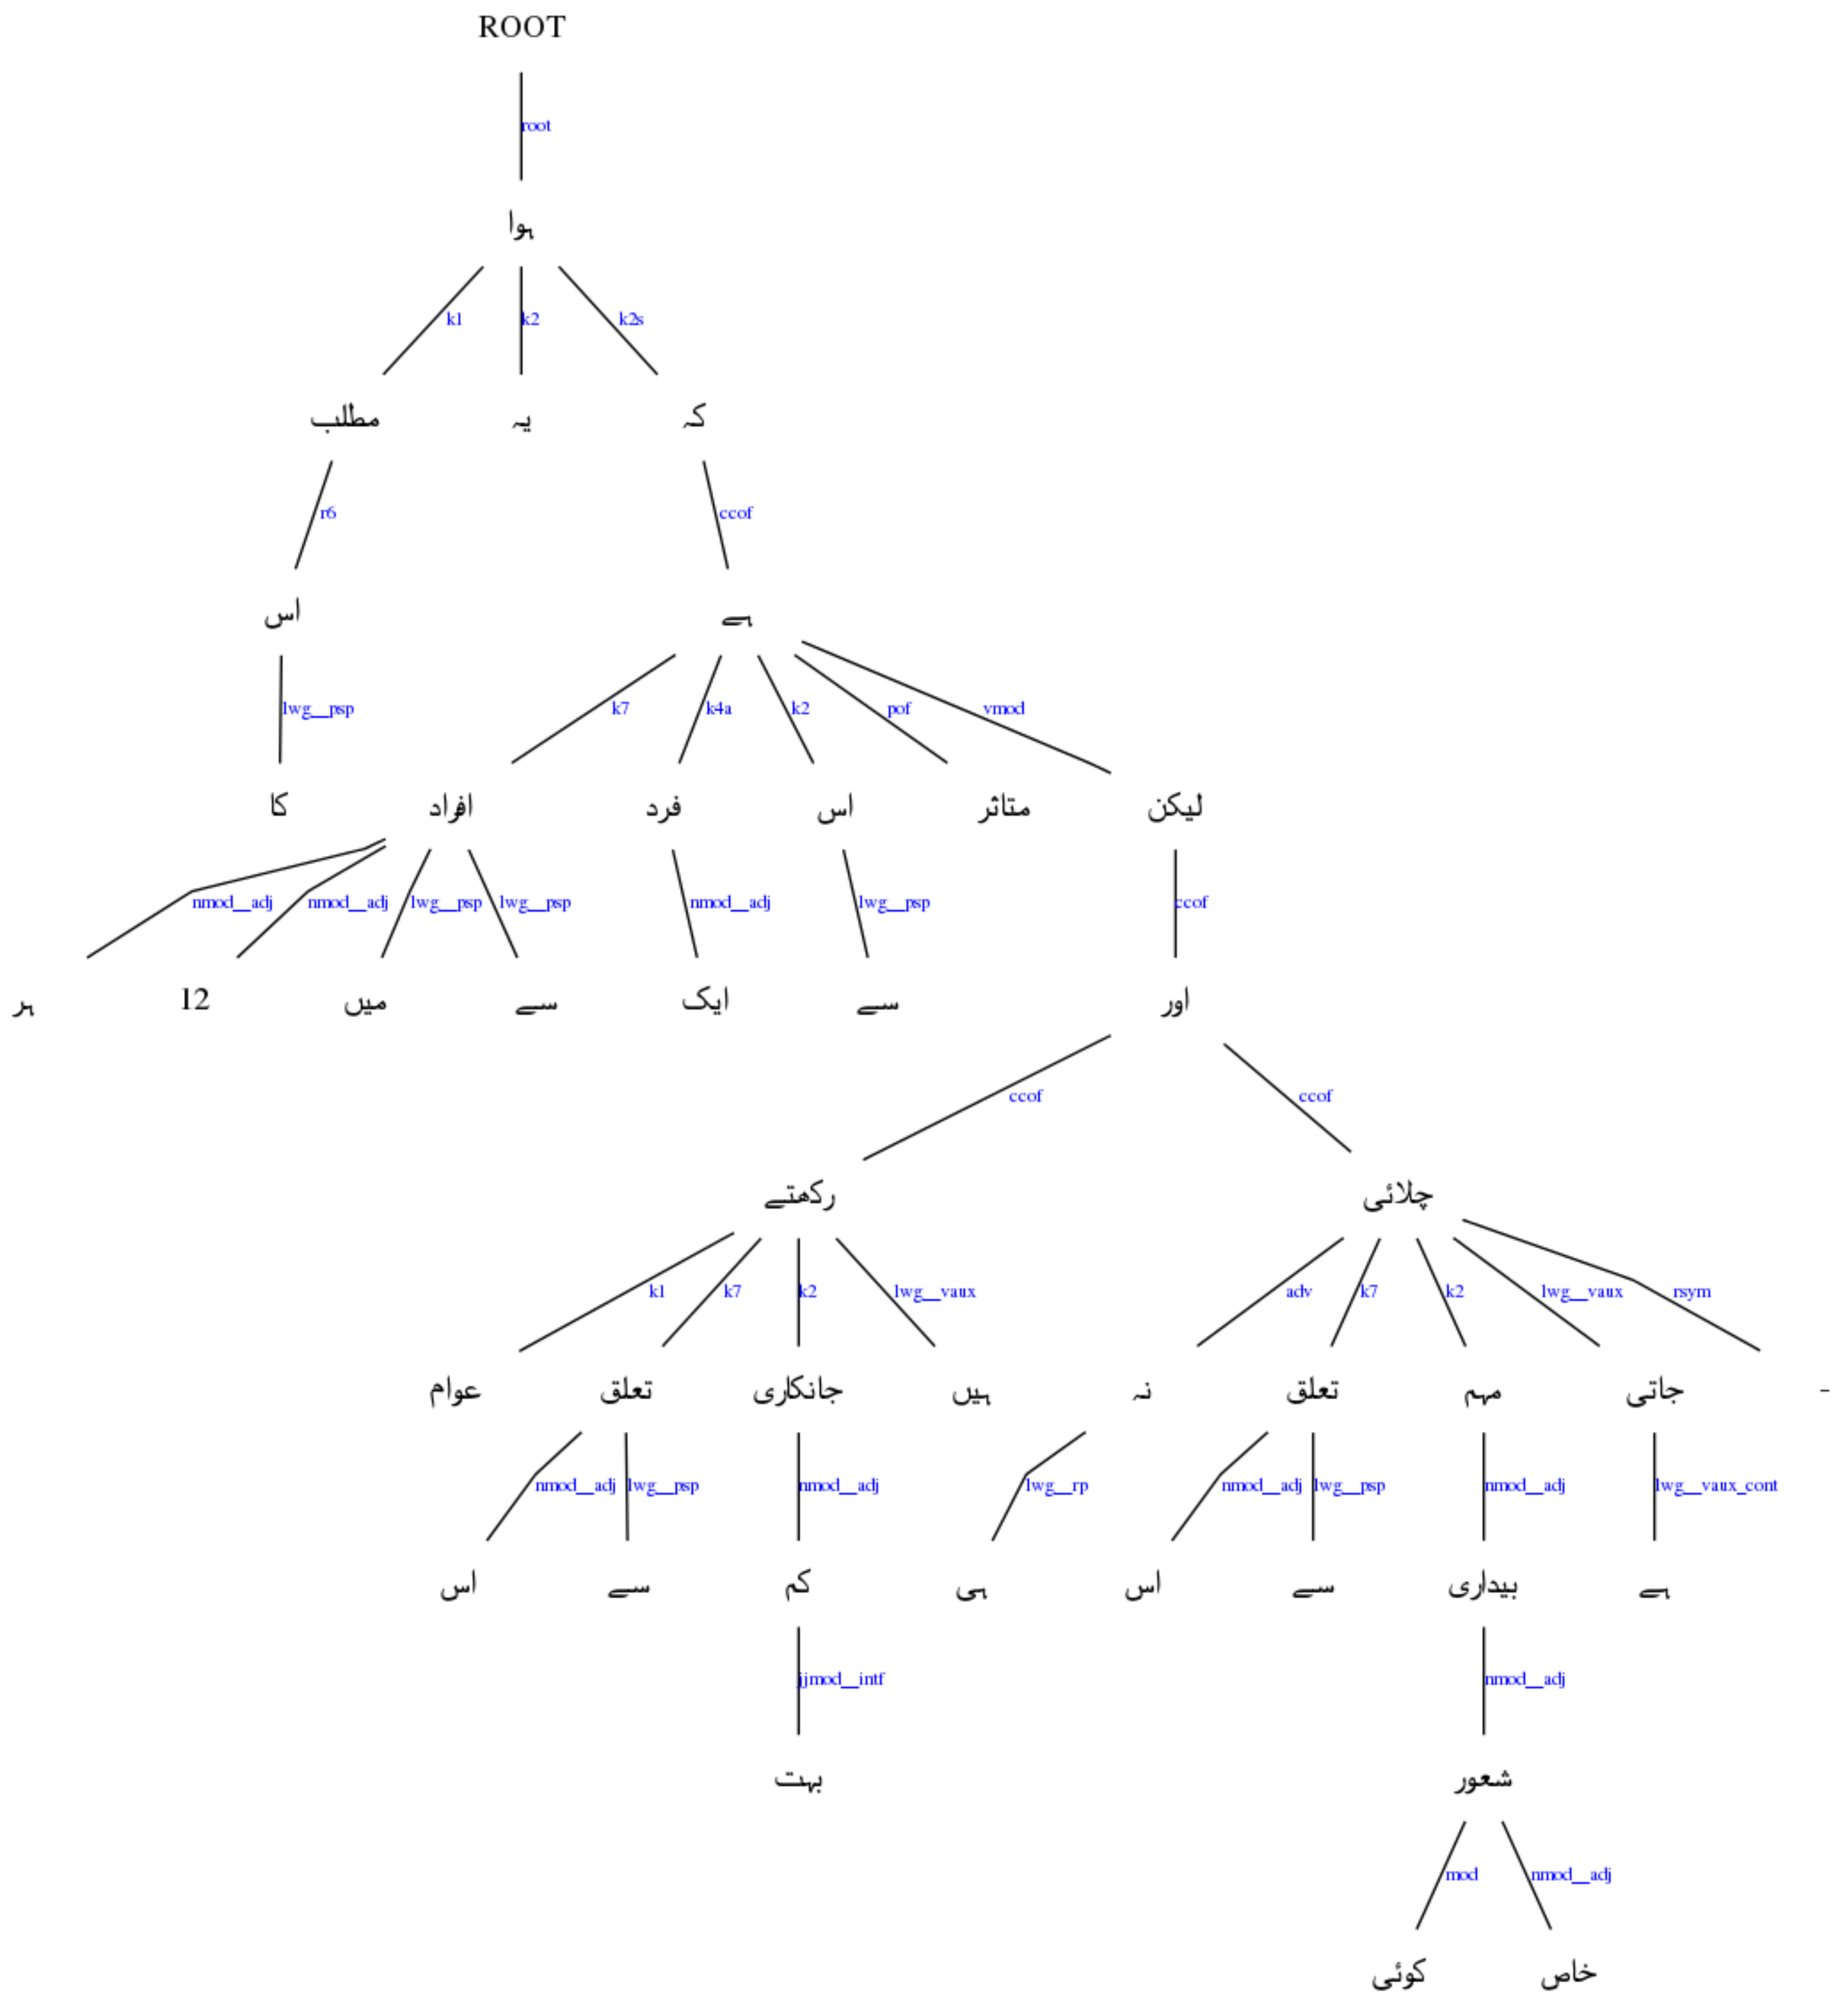 ROOT
root
ہوا
k1 k2 k2s
مطلب یہ کہ
r6 ccof
اس ہے
lwg__psp k7 k4a k2 pof vmod
کا افراد فرد اس متاثر لیکن
nmod__adj nmod__adj lwg__psp lwg__psp nmod__adj lwg__psp ccof
ہر 12 میں سے ایک سے اور
ccof ccof
رکھتے چلائی
k1 k7 k2 lwg__vaux adv k7 k2 lwg__vaux rsym
عوام تعلق جانکاری ہیں نہ تعلق مہم جاتی -
nmod__adj lwg__psp nmod__adj lwg__rp nmod__adj lwg__psp nmod__adj lwg__vaux_cont
اس سے کم ہی اس سے بیداری ہے
jjmod__intf nmod__adj
بہت شعور
mod nmod__adj
کوئی خاص